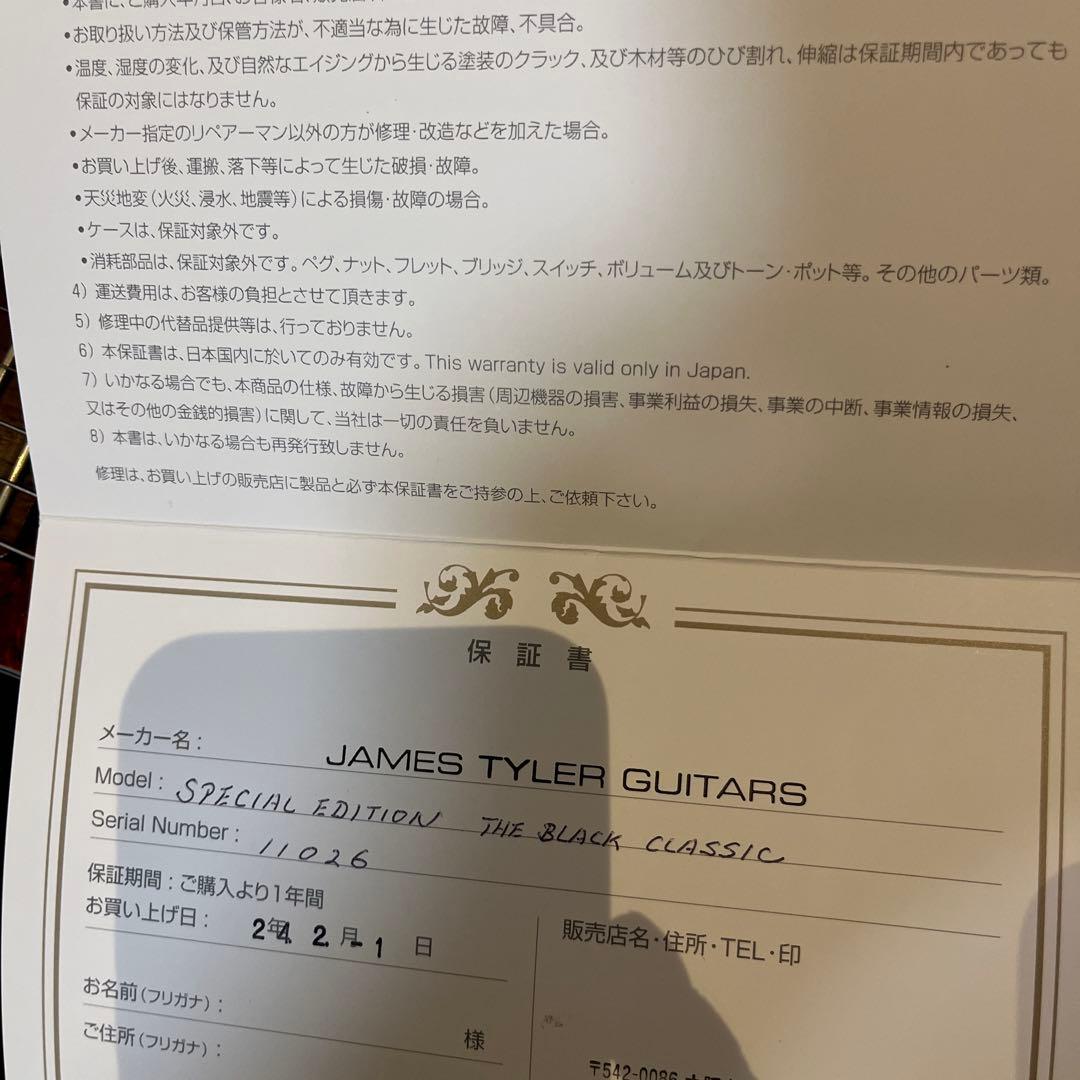 •お取り扱い方法及び保管方法が、不適当な為に生じた故障、不具合。
•温度、湿度の変化、及び自然なエイジングから生じる塗装のクラック、及び木材等のひび割れ、伸縮は保証期間内であっても
保証の対象にはなりません。
•メーカー指定のリペアーマン以外の方が修理・改造などを加えた場合。
•お買い上げ後、運搬、落下等によって生じた破損・故障。
•天災地変(火災、浸水、地震等)による損傷・故障の場合。
•ケースは、保証対象外です。
•消耗部品は、保証対象外です。ペグ、ナット、フレット、ブリッジ、スイッチ、ボリューム及びトーン・ポット等。その他のパーツ類。
4) 運送費用は、お客様の負担とさせて頂きます。
5) 修理中の代替品提供等は、行っておりません。
6) 本保証書は、日本国内に於いてのみ有効です。This warranty is valid only in Japan.
7) いかなる場合でも、本商品の仕様、故障から生じる損害(周辺機器の損害、事業利益の損失、事業の中断、事業情報の損失、
又はその他の金銭的損害)に関して、当社は一切の責任を負いません。
8) 本書は、いかなる場合も再発行致しません。
修理は、お買い上げの販売店に製品と必ず本保証書をご持参の上、ご依頼下さい。
保証書
メーカー名: JAMES TYLER GUITARS
Model: SPECIAL EDITION THE BLACK CLASSIC
Serial Number: 11026
保証期間:ご購入より1年間
お買い上げ日: 24年 2.月-1 日
お名前(フリガナ): 様
ご住所(フリガナ):
販売店名・住所・TEL・印
〒542-0086